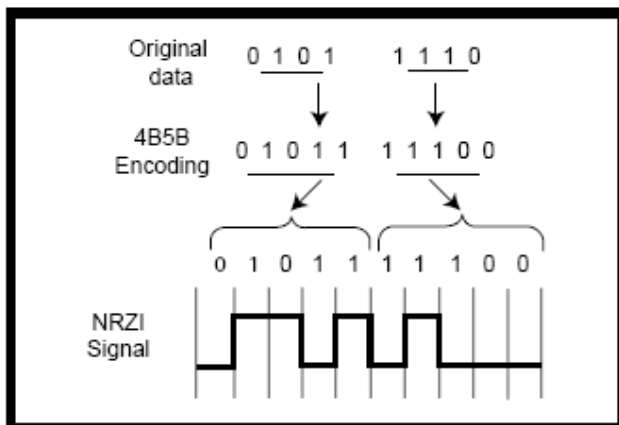 Original data
0 1 0 1 1 1 1 0
4B5B Encoding
0 1 0 1 1 1 1 1 0 0
0 1 0 1 1 1 1 1 0 0
NRZI Signal